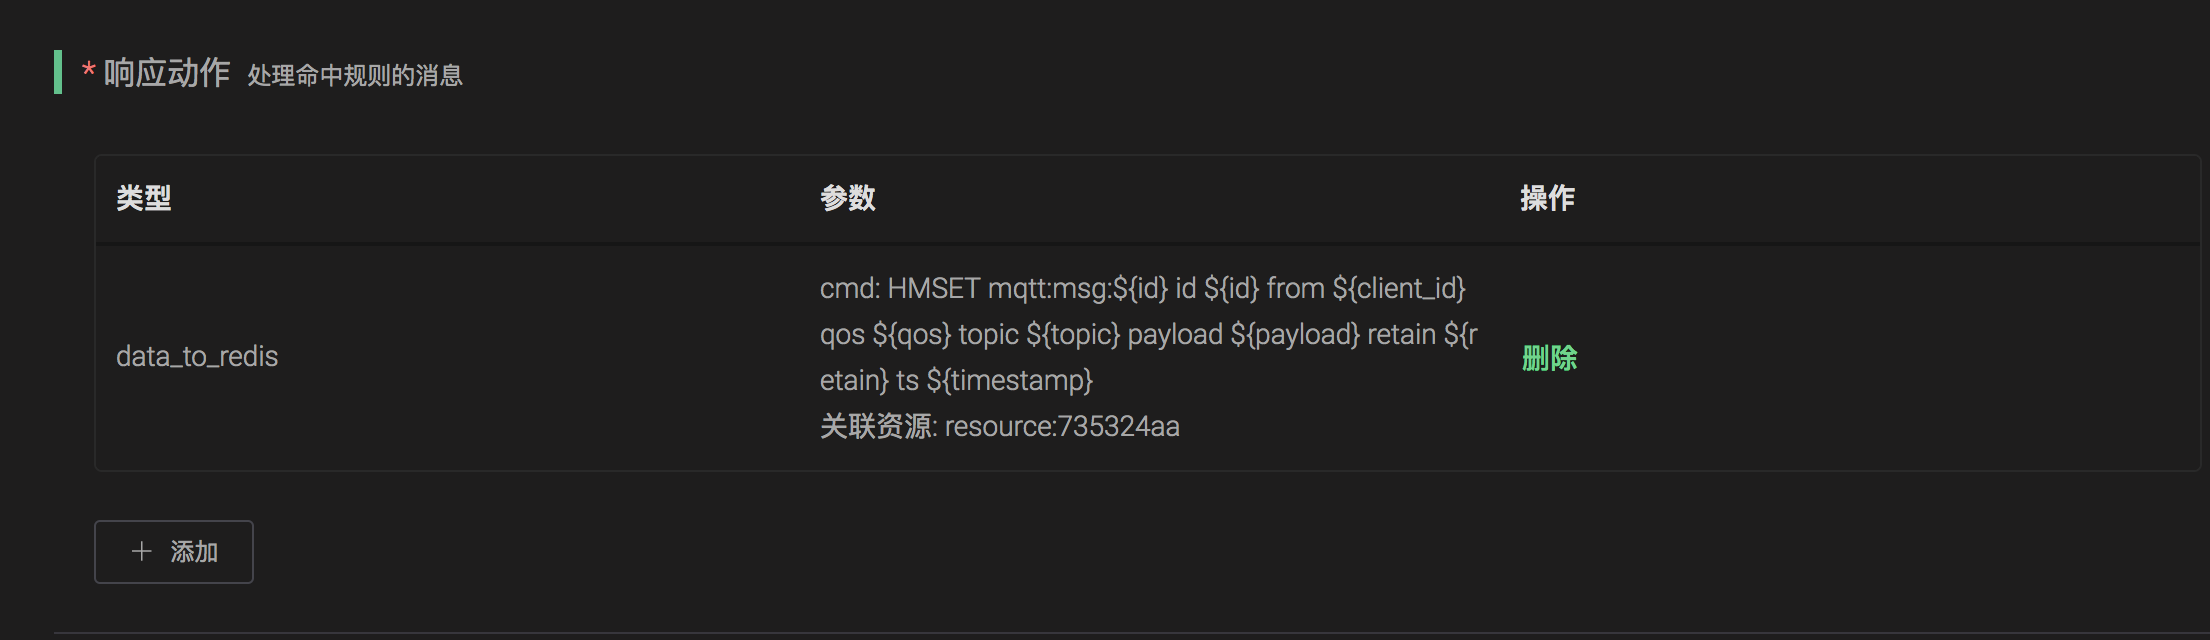 * 响应动作 处理命中规则的消息
类型 参数 操作
cmd: HMSET mqtt:msg:${id} id ${id} from ${client_id}
qos ${qos} topic ${topic} payload ${payload} retain ${r
data_to_redis
删除
etain} ts ${timestamp}
关联资源: resource:735324aa
+ 添加